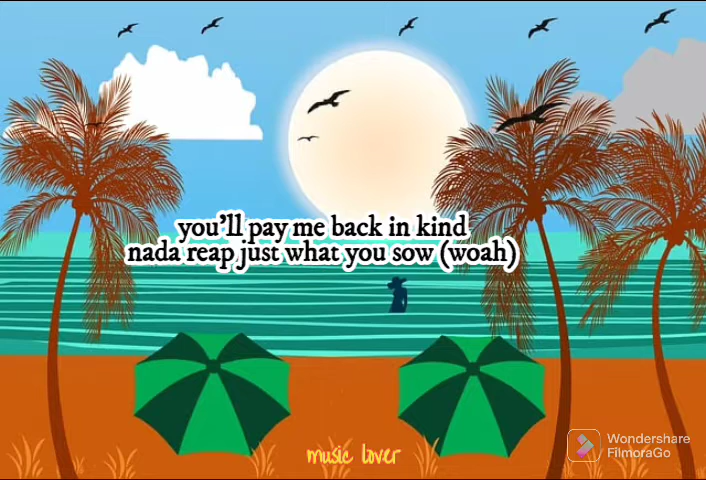 you'll pay me back in kind
nada reap just what you sow (woah)
music lover
Wondershare
FilmoraGo